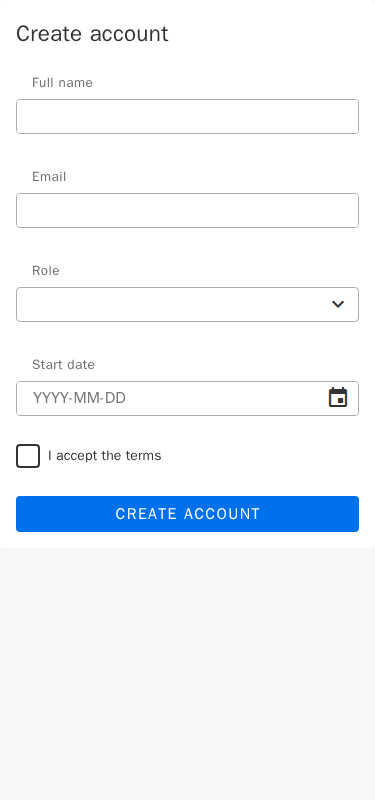 Create account
Full name
Email
Role
Start date
YYYY-MM-DD
I accept the terms
CREATE ACCOUNT